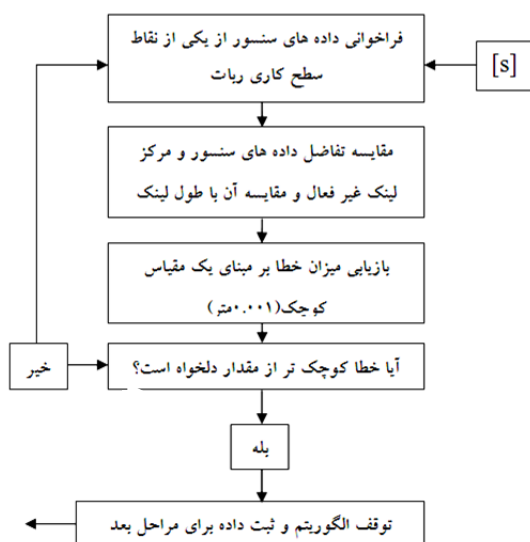 فراخوانی داده های سنسور از یکی از نقاط
سطح کاری ربات
[s]
مقایسه تفاضل داده های سنسور و مرکز
لینک غیر فعال و مقایسه آن با طول لینک
بازیابی میزان خطا بر مبنای یک مقیاس
کوچک(۰.۰۰۱متر)
آیا خطا کوچک تر از مقدار دلخواه است؟
خیر
بله
توقف الگوریتم و ثبت داده برای مراحل بعد